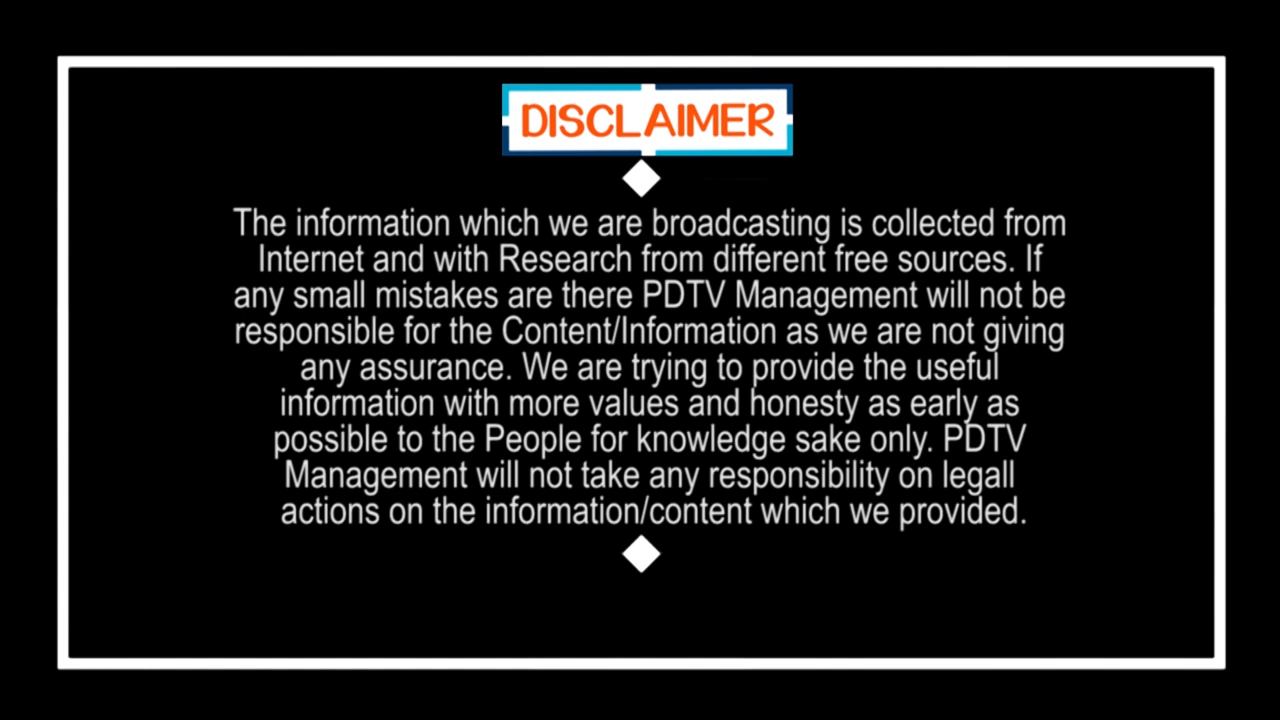 DISCLAIMER
The information which we are broadcasting is collected from
Internet and with Research from different free sources. If
any small mistakes are there PDTV Management will not be
responsible for the Content/Information as we are not giving
any assurance. We are trying to provide the useful
information with more values and honesty as early as
possible to the People for knowledge sake only. PDTV
Management will not take any responsibility on legall
actions on the information/content which we provided.